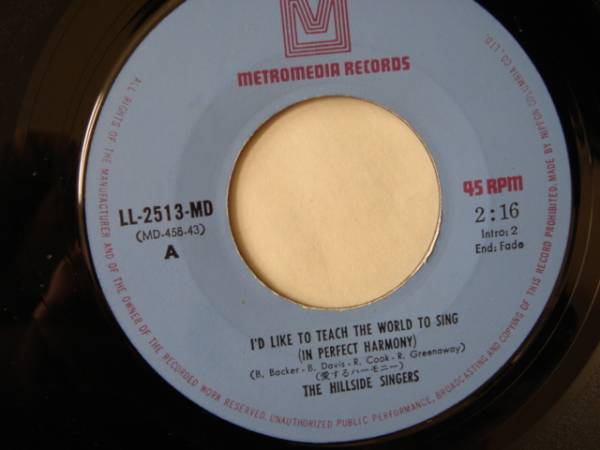 METROMEDIA RECORDS
LL-2513-MD
(MD-458-43)
A
45 RPM
2:16
Intro: 2
End: Fade
I'D LIKE TO TEACH THE WORLD TO SING
(IN PERFECT HARMONY)
(B. Backer - B. Davis - R. Cook - R. Greenaway)
(愛するハーモニー)
THE HILLSIDE SINGERS
ALL RIGHTS OF THE MANUFACTURER AND OF THE OWNER OF THE RECORDED WORK RESERVED. UNAUTHORIZED PUBLIC PERFORMANCE, BROADCASTING AND COPYING OF THIS RECORD PROHIBITED. MADE BY NIPPON COLUMBIA CO., LTD.